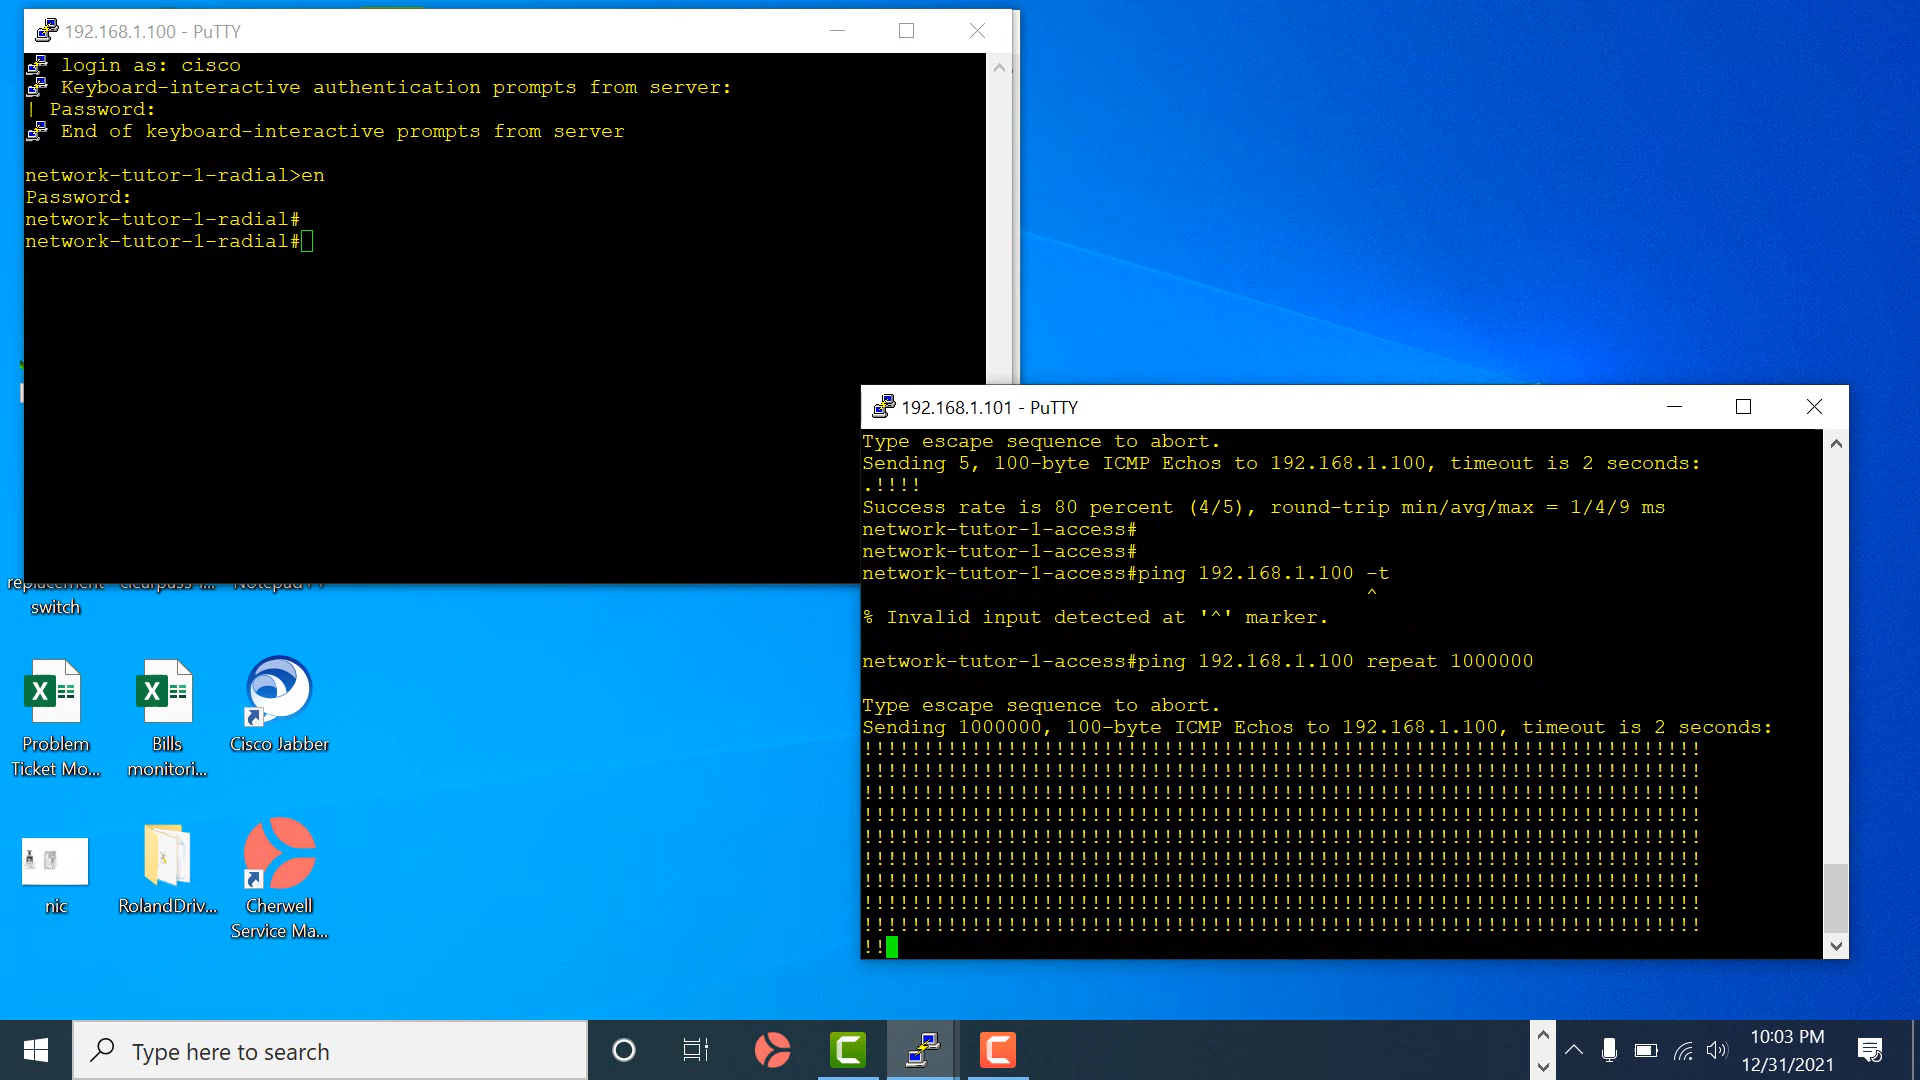 192.168.1.100 - PuTTY
login as: cisco
Keyboard-interactive authentication prompts from server:
| Password:
End of keyboard-interactive prompts from server
network-tutor-1-radial>en
Password:
network-tutor-1-radial#
network-tutor-1-radial#
192.168.1.101 - PuTTY
Type escape sequence to abort.
Sending 5, 100-byte ICMP Echos to 192.168.1.100, timeout is 2 seconds:
.!!!!
Success rate is 80 percent (4/5), round-trip min/avg/max = 1/4/9 ms
network-tutor-1-access#
network-tutor-1-access#
network-tutor-1-access#ping 192.168.1.100 -t
^
% Invalid input detected at '^' marker.
network-tutor-1-access#ping 192.168.1.100 repeat 1000000
Type escape sequence to abort.
Sending 1000000, 100-byte ICMP Echos to 192.168.1.100, timeout is 2 seconds:
!!!!!!!!!!!!!!!!!!!!!!!!!!!!!!!!!!!!!!!!!!!!!!!!!!!!!!!!!!!!!!!!!!!!!!
!!!!!!!!!!!!!!!!!!!!!!!!!!!!!!!!!!!!!!!!!!!!!!!!!!!!!!!!!!!!!!!!!!!!!!
!!!!!!!!!!!!!!!!!!!!!!!!!!!!!!!!!!!!!!!!!!!!!!!!!!!!!!!!!!!!!!!!!!!!!!
!!!!!!!!!!!!!!!!!!!!!!!!!!!!!!!!!!!!!!!!!!!!!!!!!!!!!!!!!!!!!!!!!!!!!!
!!!!!!!!!!!!!!!!!!!!!!!!!!!!!!!!!!!!!!!!!!!!!!!!!!!!!!!!!!!!!!!!!!!!!!
!!!!!!!!!!!!!!!!!!!!!!!!!!!!!!!!!!!!!!!!!!!!!!!!!!!!!!!!!!!!!!!!!!!!!!
!!!!!!!!!!!!!!!!!!!!!!!!!!!!!!!!!!!!!!!!!!!!!!!!!!!!!!!!!!!!!!!!!!!!!!
!!!!!!!!!!!!!!!!!!!!!!!!!!!!!!!!!!!!!!!!!!!!!!!!!!!!!!!!!!!!!!!!!!!!!!
!!!!!!!!!!!!!!!!!!!!!!!!!!!!!!!!!!!!!!!!!!!!!!!!!!!!!!!!!!!!!!!!!!!!!!
!!
switch
Problem
Ticket Mo...
Bills
monitori...
Cisco Jabber
nic
RolandDriv...
Cherwell
Service Ma...
Type here to search
10:03 PM
12/31/2021